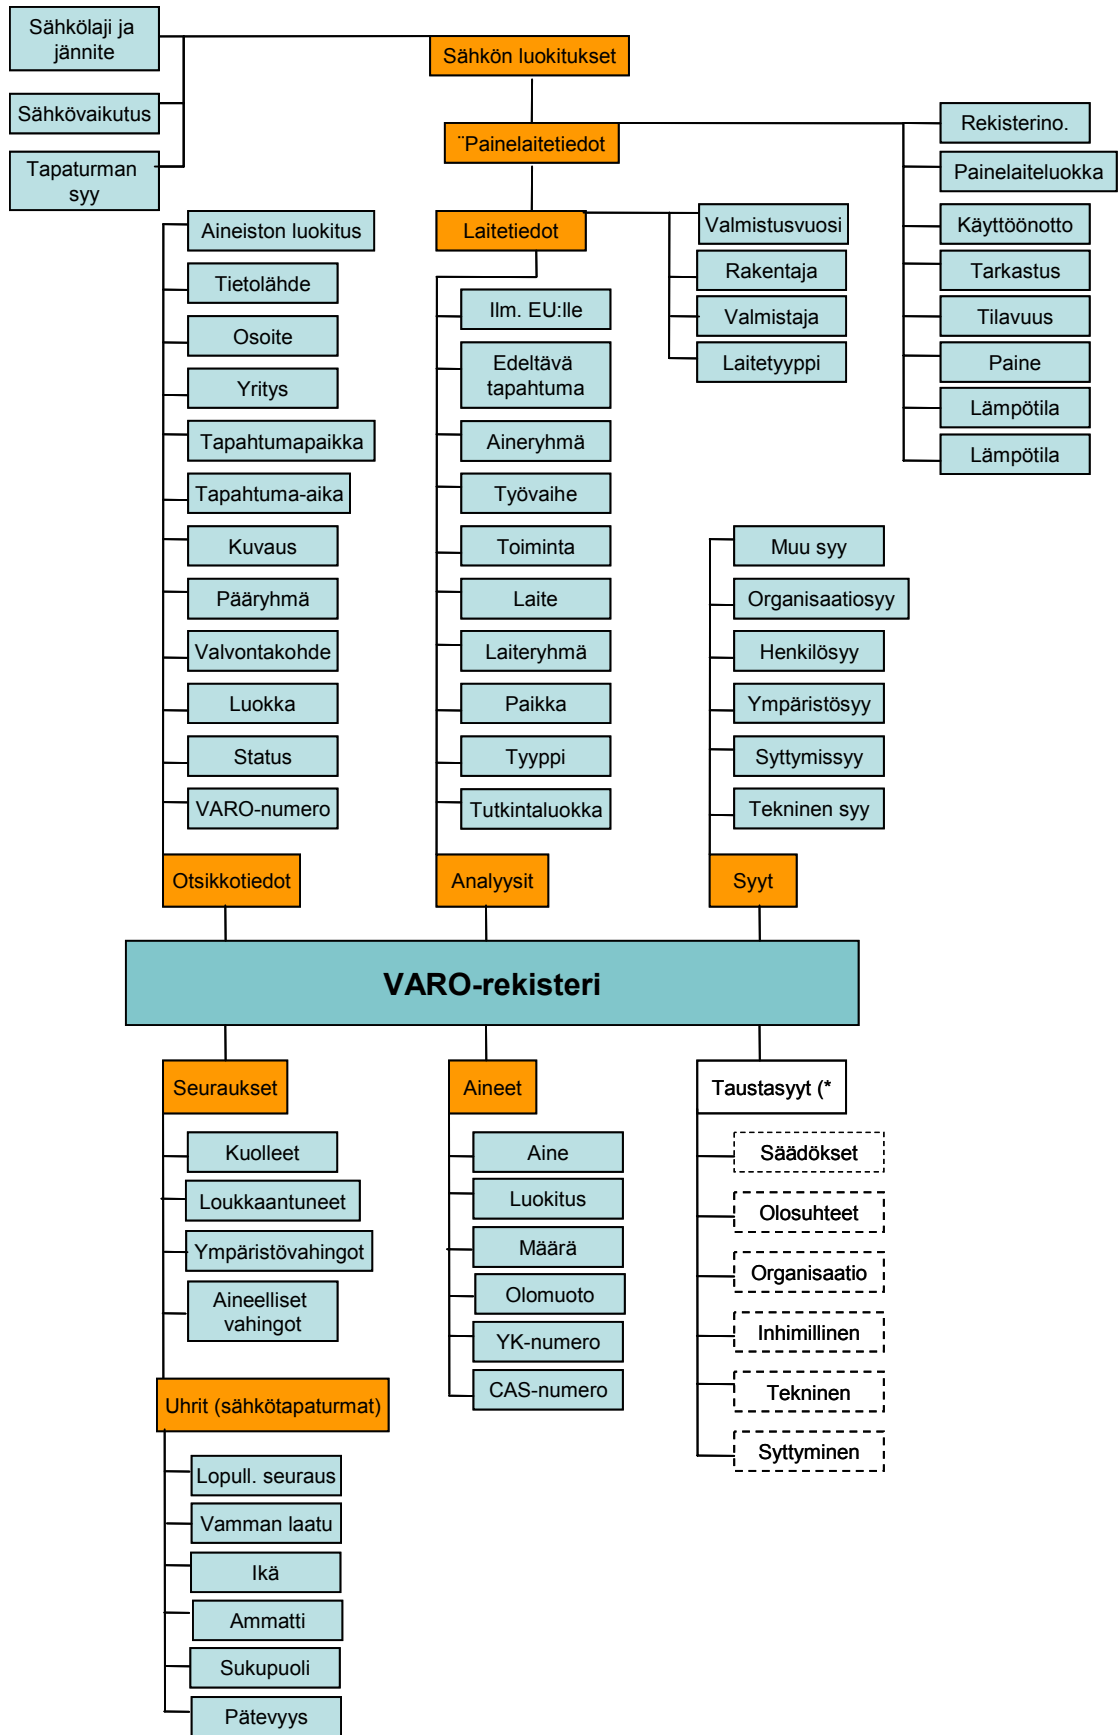 Sähkölaji ja
jännite
Sähkön luokitukset
Sähkövaikutus
Tapaturman
syy
¨Painelaitetiedot
Rekisterino.
Painelaiteluokka
Käyttöönotto
Tarkastus
Tilavuus
Paine
Lämpötila
Lämpötila
Laitetiedot
Valmistusvuosi
Rakentaja
Valmistaja
Laitetyyppi
Aineiston luokitus
Tietolähde
Osoite
Yritys
Tapahtumapaikka
Tapahtuma-aika
Kuvaus
Pääryhmä
Valvontakohde
Luokka
Status
VARO-numero
Otsikkotiedot
Ilm. EU:lle
Edeltävä
tapahtuma
Aineryhmä
Työvaihe
Toiminta
Laite
Laiteryhmä
Paikka
Tyyppi
Tutkintaluokka
Analyysit
Muu syy
Organisaatiosyy
Henkilösyy
Ympäristösyy
Syttymissyy
Tekninen syy
Syyt
VARO-rekisteri
Seuraukset
Kuolleet
Loukkaantuneet
Ympäristövahingot
Aineelliset
vahingot
Uhrit (sähkötapaturmat)
Lopull. seuraus
Vamman laatu
Ikä
Ammatti
Sukupuoli
Pätevyys
Aineet
Aine
Luokitus
Määrä
Olomuoto
YK-numero
CAS-numero
Taustasyyt (*
Säädökset
Olosuhteet
Organisaatio
Inhimillinen
Tekninen
Syttyminen